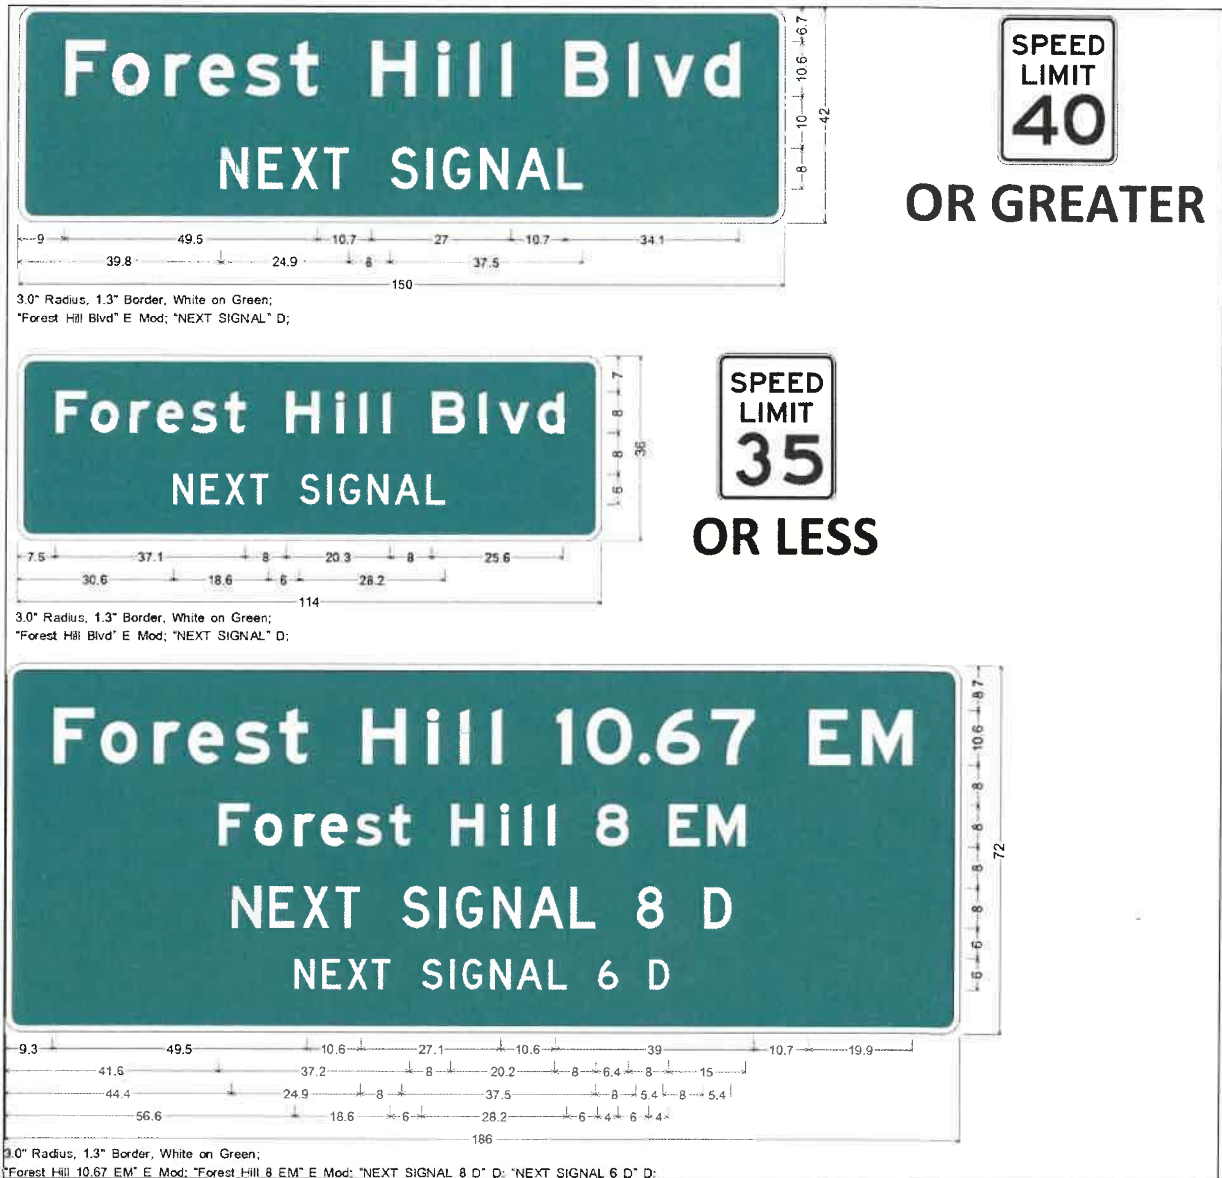 Forest Hill Blvd
NEXT SIGNAL
6.7
10.6
10
8
42
9 49.5 10.7 27 10.7 34.1
39.8 24.9 8 37.5
150
3.0" Radius, 1.3" Border, White on Green;
"Forest Hill Blvd" E Mod; "NEXT SIGNAL" D;
SPEED
LIMIT
40
OR GREATER
Forest Hill Blvd
NEXT SIGNAL
7
8
8
6
36
7.5 37.1 8 20.3 8 25.6
30.6 18.6 6 28.2
114
3.0" Radius, 1.3" Border, White on Green;
"Forest Hill Blvd" E Mod; "NEXT SIGNAL" D;
SPEED
LIMIT
35
OR LESS
Forest Hill 10.67 EM
Forest Hill 8 EM
NEXT SIGNAL 8 D
NEXT SIGNAL 6 D
8.7
10.6
8
8
8
8
6
6
72
9.3 49.5 10.6 27.1 10.6 39 10.7 19.9
41.6 37.2 8 20.2 8 6.4 8 15
44.4 24.9 8 37.5 8 5.4 8 5.4
56.6 18.6 6 28.2 6 4 6 4
186
3.0" Radius, 1.3" Border, White on Green;
"Forest Hill 10.67 EM" E Mod; "Forest Hill 8 EM" E Mod; "NEXT SIGNAL 8 D" D; "NEXT SIGNAL 6 D" D;